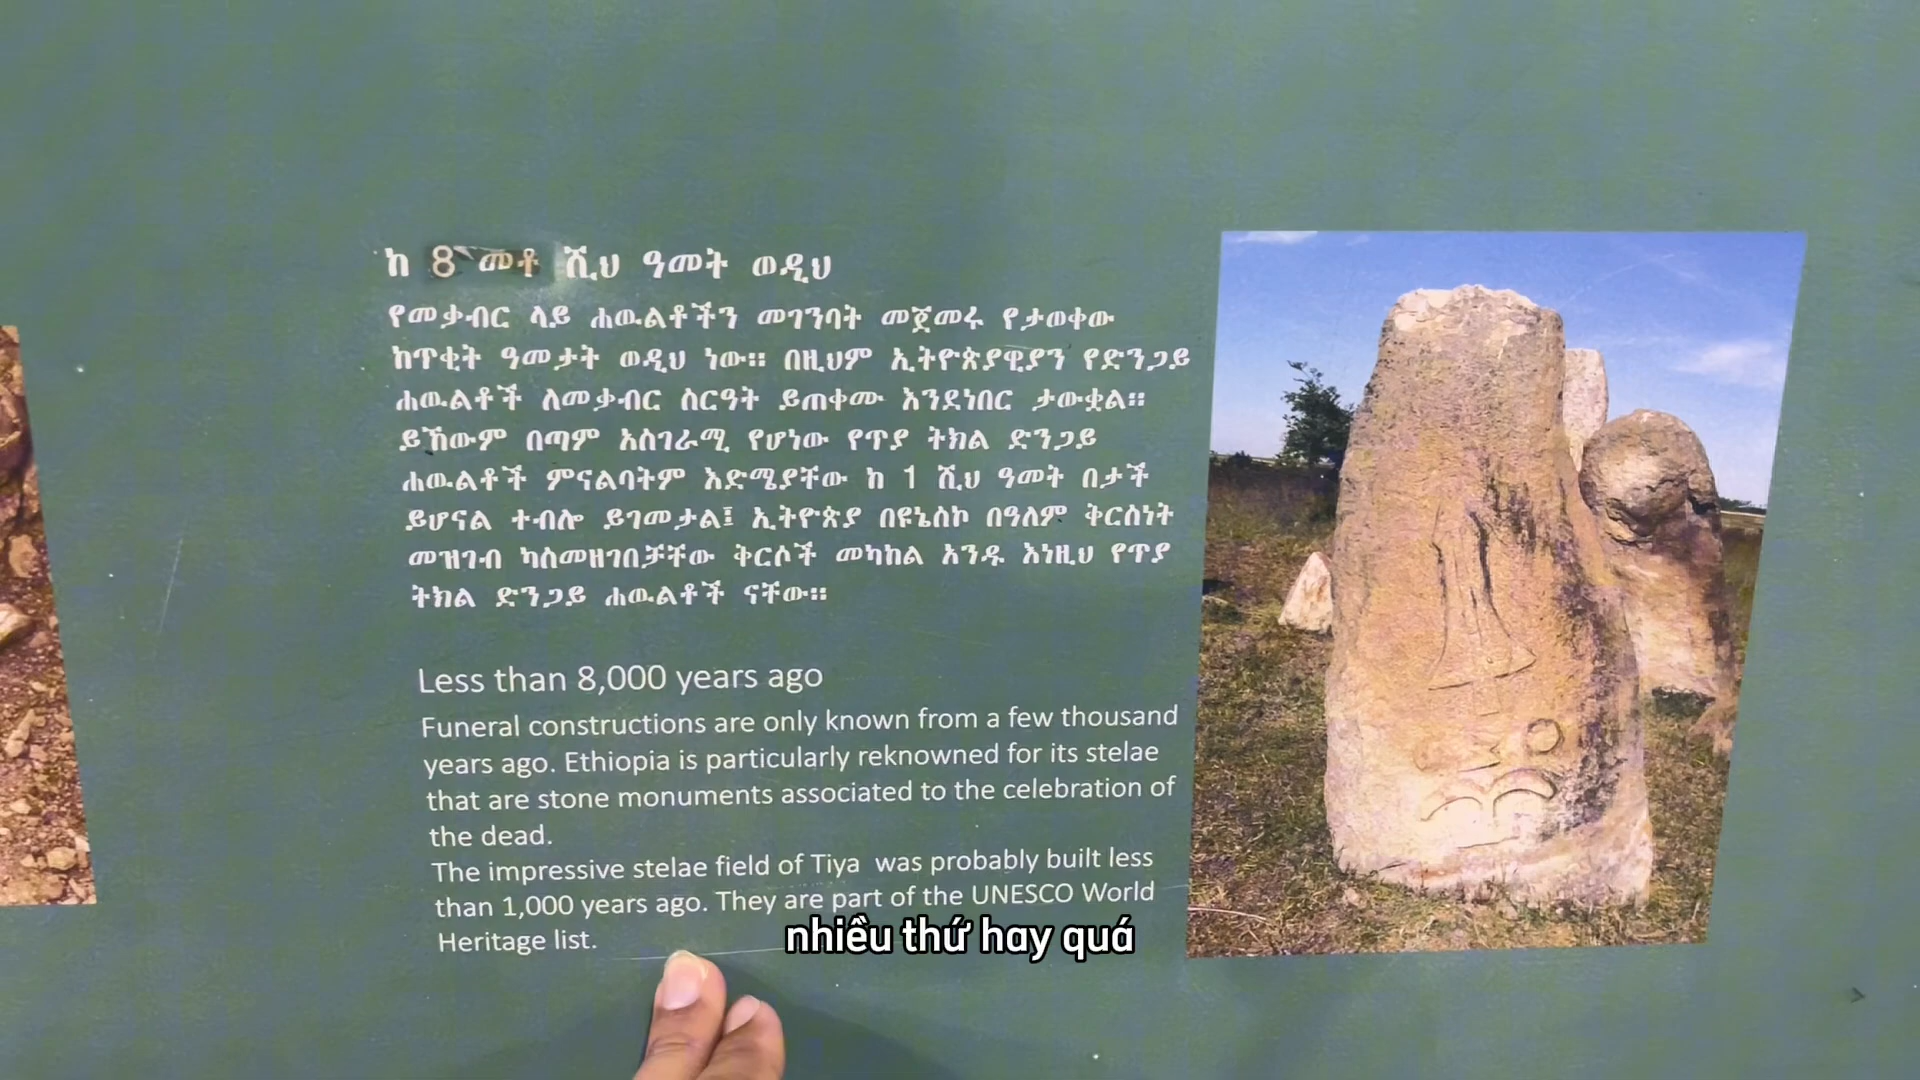 ከ 8 መቶ ሺህ ዓመት ወዲህ
የመቃብር ላይ ሐዉልቶችን መገንባት መጀመሩ የታወቀው
ከጥቂት ዓመታት ወዲህ ነው። በዚህም ኢትዮጵያዊያን የድንጋይ
ሐዉልቶች ለመቃብር ስርዓት ይጠቀሙ እንደነበር ታውቋል።
ይኸውም በጣም አስገራሚ የሆነው የጥያ ትክል ድንጋይ
ሐዉልቶች ምናልባትም እድሜያቸው ከ 1 ሺህ ዓመት በታች
ይሆናል ተብሎ ይገመታል፤ ኢትዮጵያ በዩኔስኮ በዓለም ቅርስነት
መዝገብ ካስመዘገበቻቸው ቅርሶች መካከል አንዱ እነዚህ የጥያ
ትክል ድንጋይ ሐዉልቶች ናቸው።
Less than 8,000 years ago
Funeral constructions are only known from a few thousand
years ago. Ethiopia is particularly reknowned for its stelae
that are stone monuments associated to the celebration of
the dead.
The impressive stelae field of Tiya was probably built less
than 1,000 years ago. They are part of the UNESCO World
Heritage list.
nhiều thứ hay quá